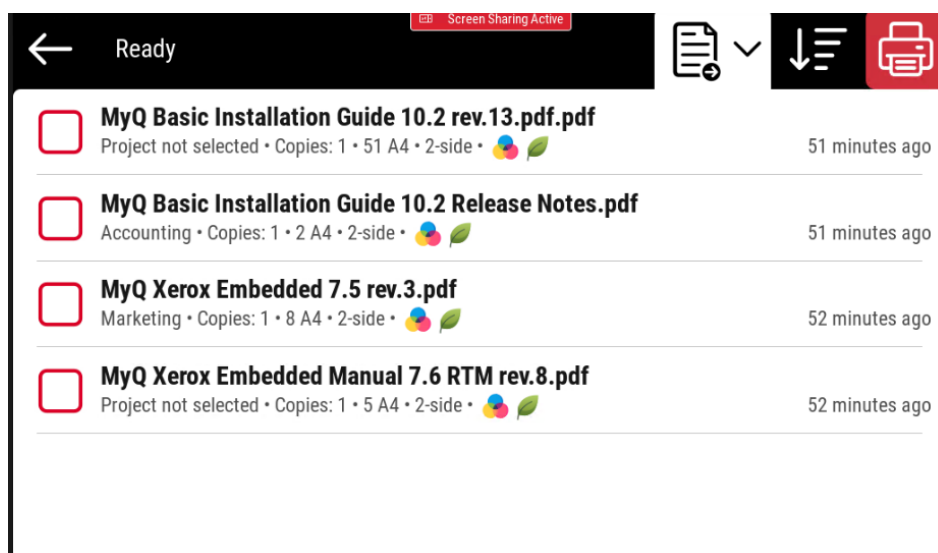 Screen Sharing Active
Ready
MyQ Basic Installation Guide 10.2 rev.13.pdf.pdf
Project not selected • Copies: 1 • 51 A4 • 2-side •
51 minutes ago
MyQ Basic Installation Guide 10.2 Release Notes.pdf
Accounting • Copies: 1 • 2 A4 • 2-side •
51 minutes ago
MyQ Xerox Embedded 7.5 rev.3.pdf
Marketing • Copies: 1 • 8 A4 • 2-side •
52 minutes ago
MyQ Xerox Embedded Manual 7.6 RTM rev.8.pdf
Project not selected • Copies: 1 • 5 A4 • 2-side •
52 minutes ago